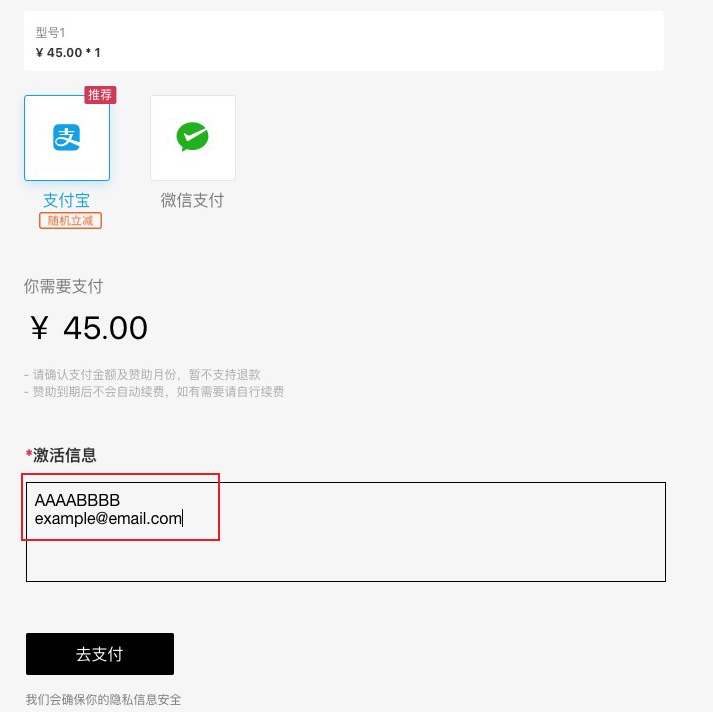 型号1
¥ 45.00 * 1
推荐
支
支付宝
微信支付
随机立减
你需要支付
¥ 45.00
- 请确认支付金额及赞助月份，暂不支持退款
- 赞助到期后不会自动续费，如有需要请自行续费
*激活信息
AAAABBBB
example@email.com
去支付
我们会确保你的隐私信息安全